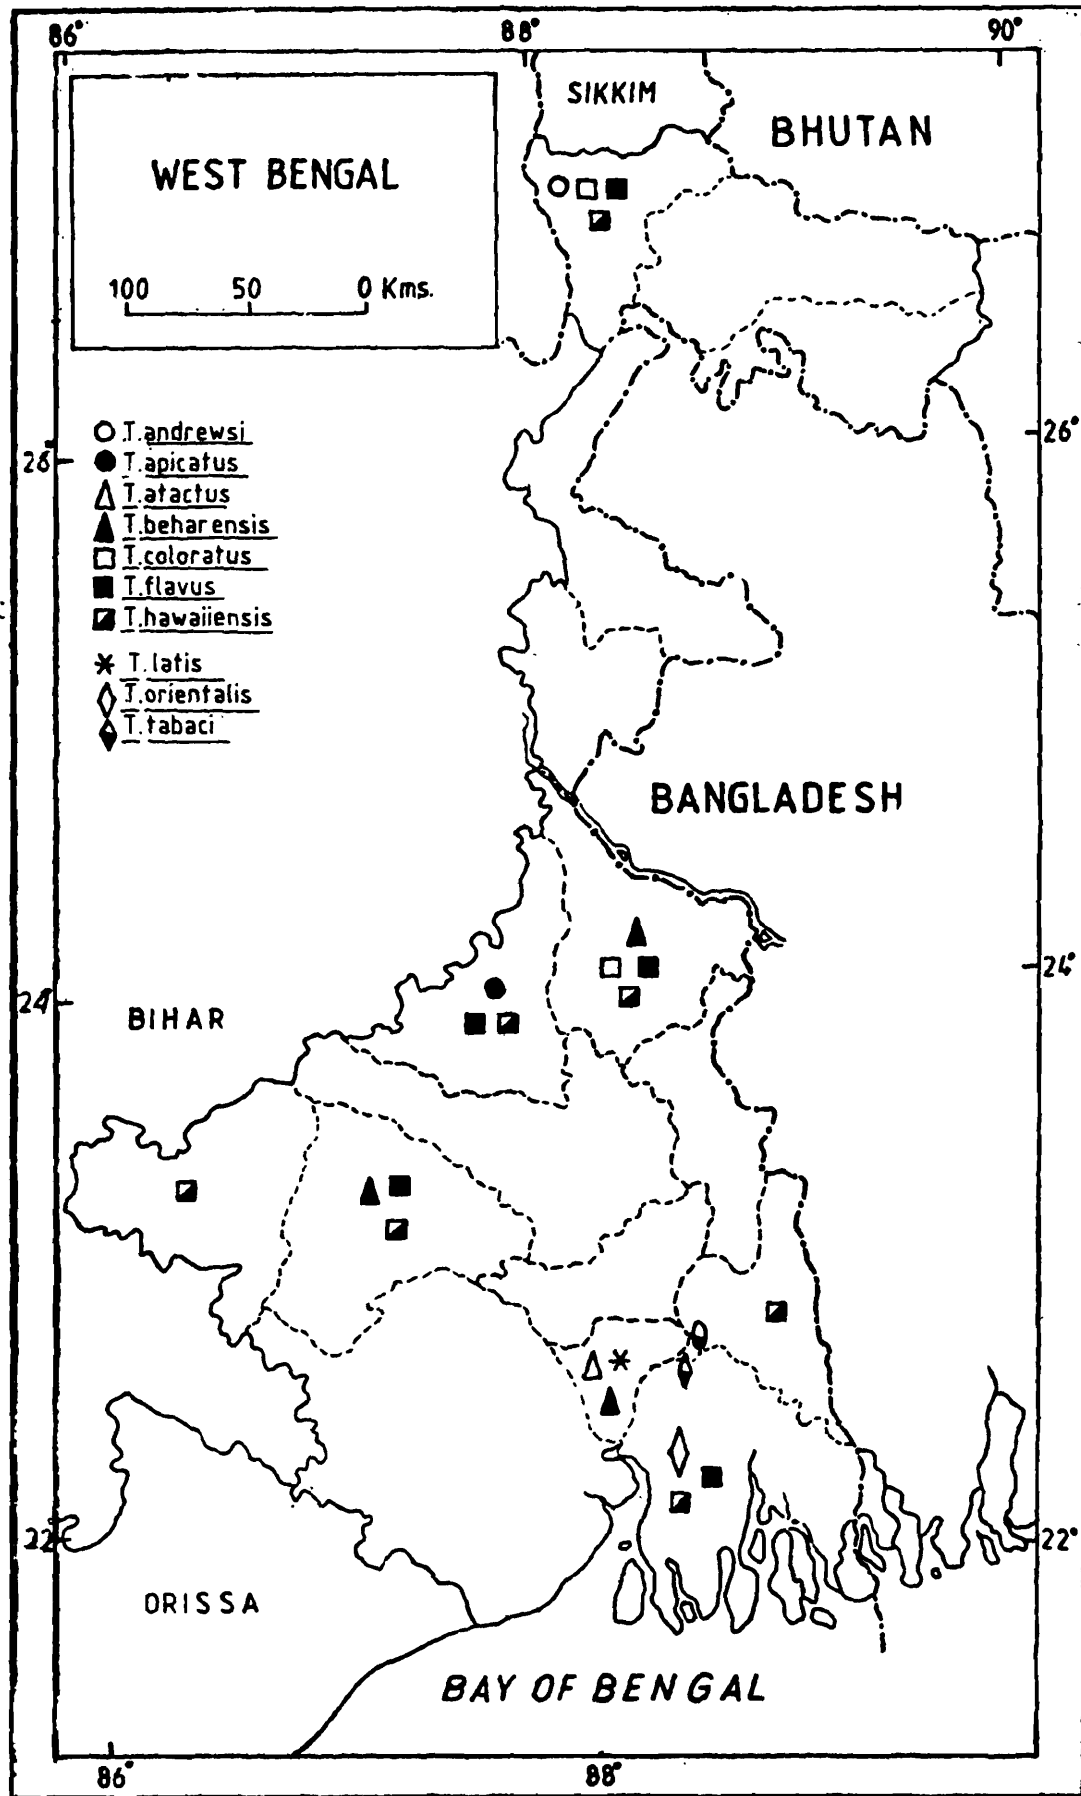 86° 88° 90°
SIKKIM
BHUTAN
WEST BENGAL
100 50 0 Kms.
T.andrewsi
T.apicatus
T.atactus
T.beharensis
T.coloratus
T.flavus
T.hawaiiensis
T.latis
T.orientalis
T.tabaci
26°
26°
BANGLADESH
24°
24°
BIHAR
22°
22°
ORISSA
BAY OF BENGAL
86° 88°